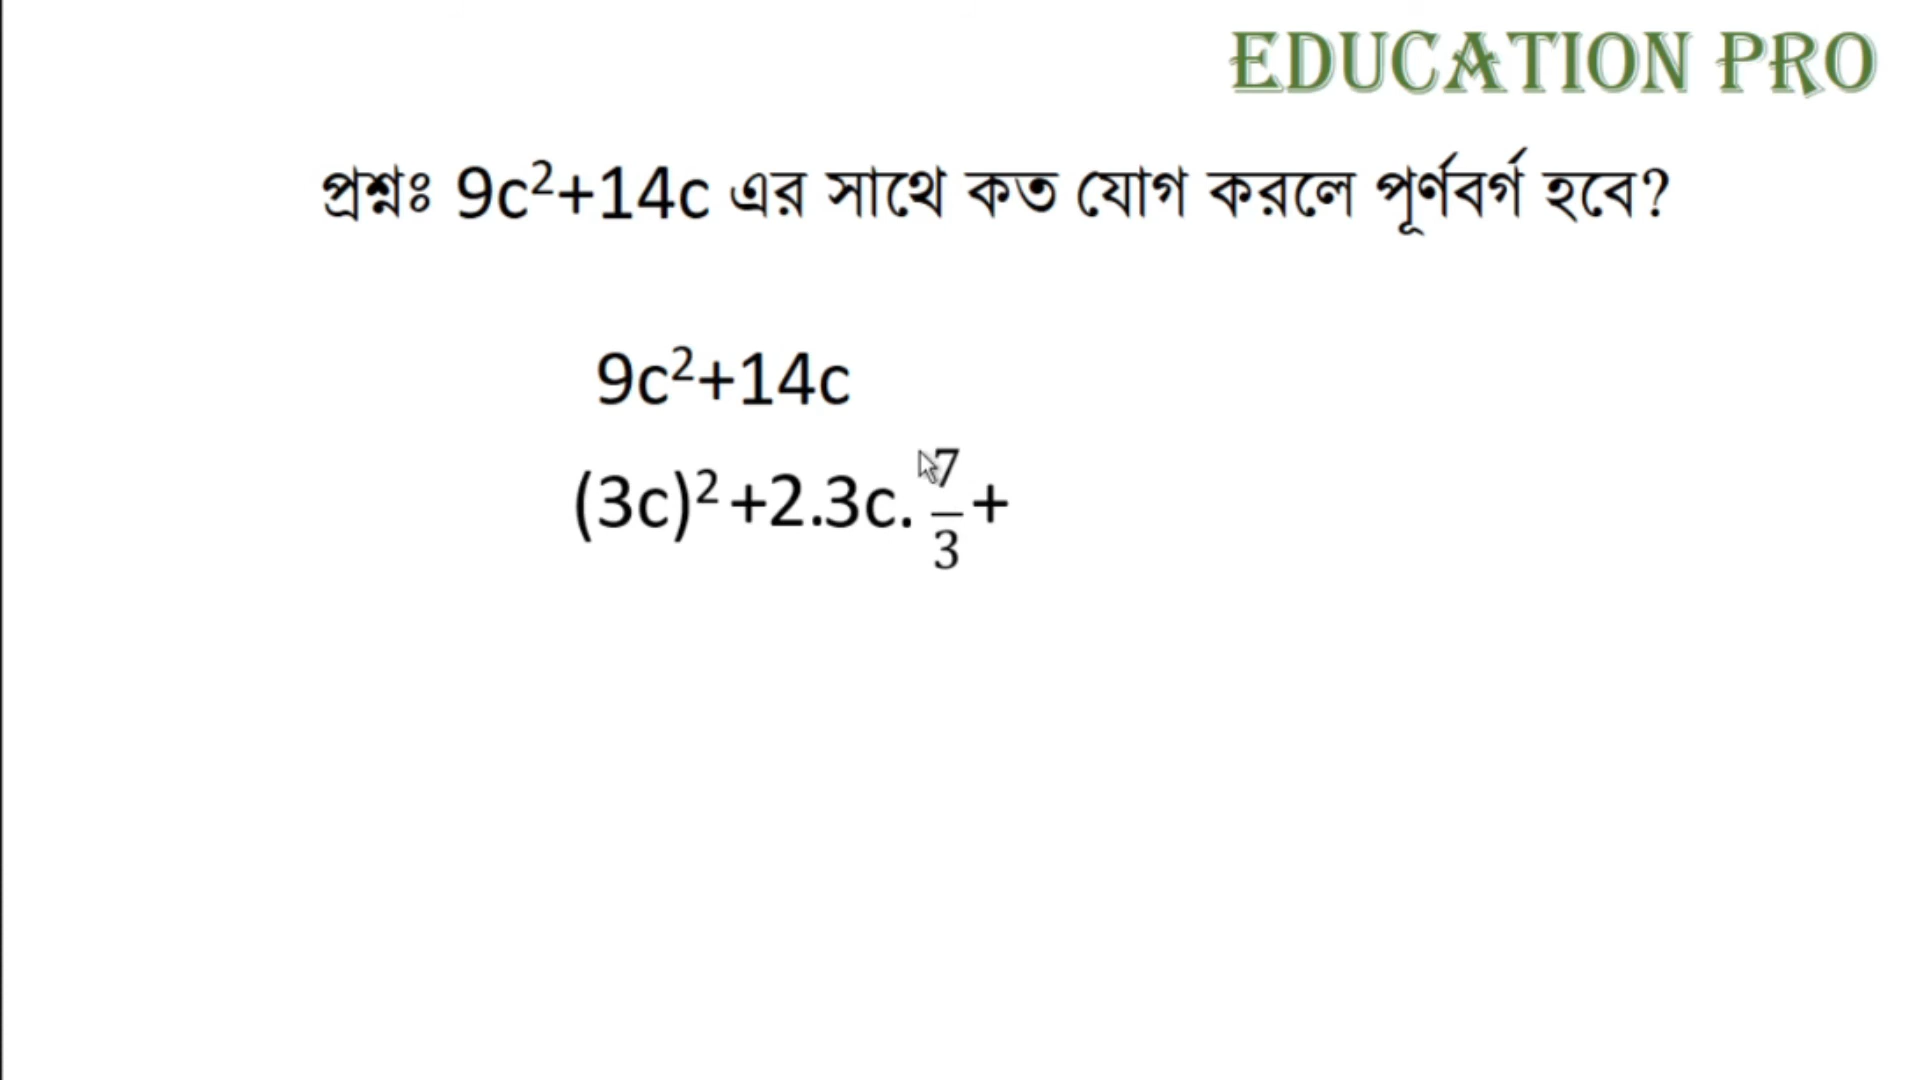 EDUCATION PRO
প্রশ্নঃ 9c²+14c এর সাথে কত যোগ করলে পূর্ণবর্গ হবে?
9c²+14c
(3c)² +2.3c. 7/3 +